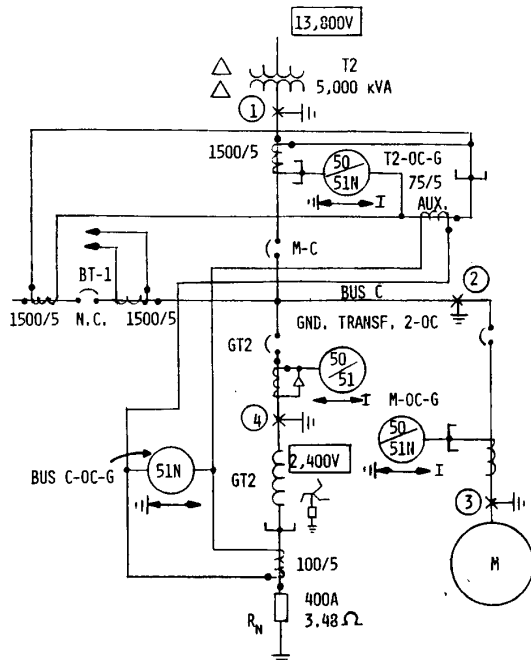 13,800V
T2
5,000 kVA
1
1500/5
50
51N
T2-OC-G
75/5
AUX.
I
M-C
BT-1
BUS C
2
1500/5
N.C.
1500/5
GND. TRANSF. 2-OC
GT2
50
51
I
M-OC-G
4
50
51N
I
2,400V
BUS C-OC-G
51N
GT2
3
M
100/5
400A
RN
3.48 Ω